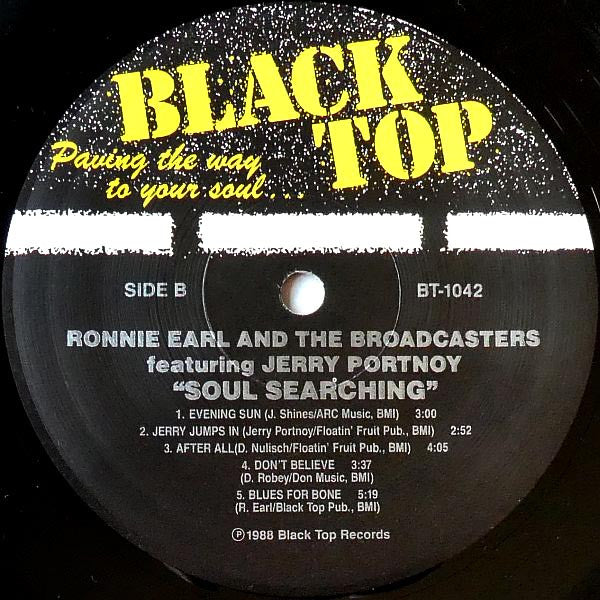 BLACK
TOP
Paving the way
to your soul...
SIDE B
BT-1042
RONNIE EARL AND THE BROADCASTERS
featuring JERRY PORTNOY
“SOUL SEARCHING”
1. EVENING SUN (J. Shines/ARC Music, BMI) 3:00
2. JERRY JUMPS IN (Jerry Portnoy/Floatin' Fruit Pub., BMI) 2:52
3. AFTER ALL(D. Nulisch/Floatin' Fruit Pub., BMI) 4:05
4. DON'T BELIEVE 3:37
(D. Robey/Don Music, BMI)
5. BLUES FOR BONE 5:19
(R. Earl/Black Top Pub., BMI)
Ⓟ1988 Black Top Records